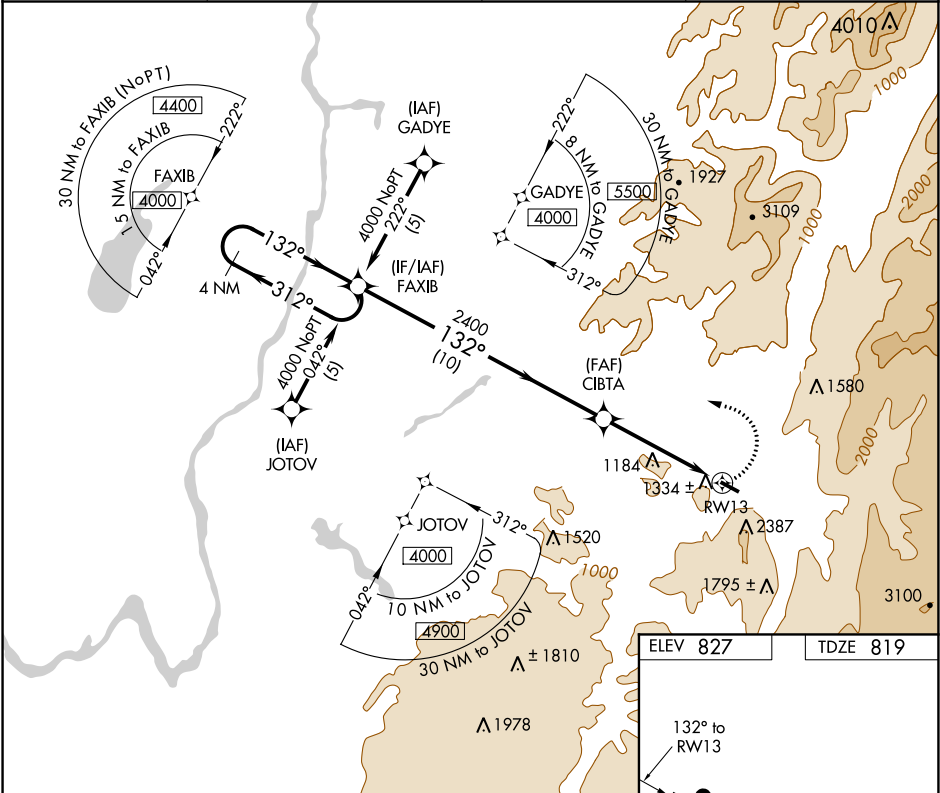 4010
1000
30 NM to FAXIB (NoPT)
4400
222°
15 NM to FAXIB
FAXIB
4000
042°
(IAF)
GADYE
4000 NoPT
222°
(5)
222°
30 NM to GADYE
8 NM to GADYE
GADYE
5500
4000
312°
1927
3109
1000
2000
132°
4 NM
312°
(IF/IAF)
FAXIB
4000 NoPT
042°
(5)
(IAF)
JOTOV
2400
132°
(10)
(FAF)
CIBTA
1580
2000
1184
1334 ±
RW13
2387
1795 ±
3100
312°
JOTOV
4000
042°
10 NM to JOTOV
4900
30 NM to JOTOV
1520
1000
± 1810
1978
ELEV 827
TDZE 819
132° to
RW13